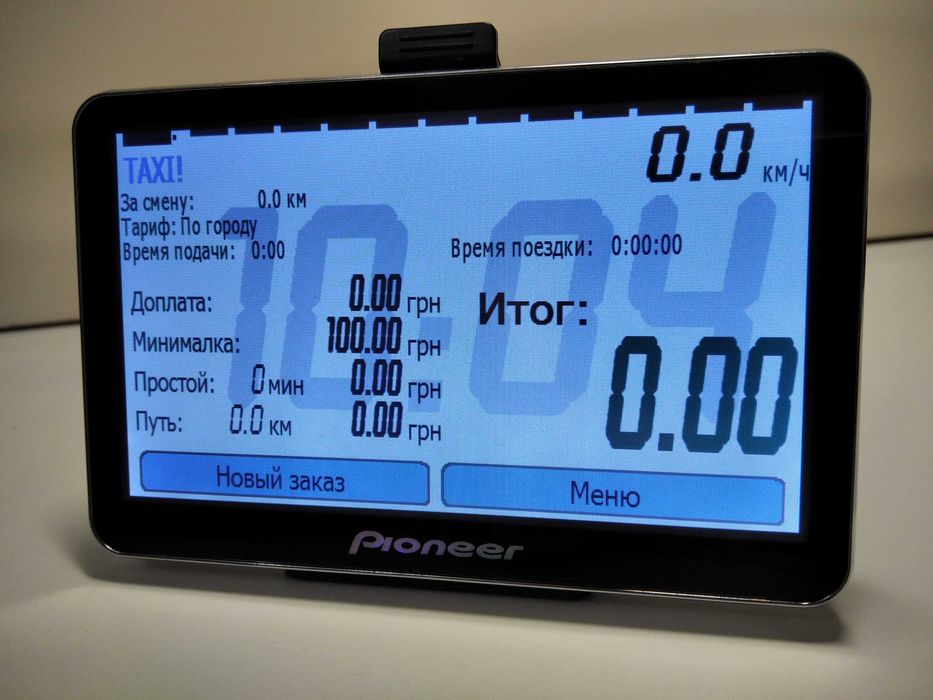 TAXI!
0.0 км/ч
За смену: 0.0 км
Тариф: По городу
Время подачи: 0:00
Время поездки: 0:00:00
10.04
Доплата: 0.00 грн
Минималка: 100.00 грн
Простой: 0 мин 0.00 грн
Путь: 0.0 км 0.00 грн
Итог:
0.00
Новый заказ
Меню
Pioneer